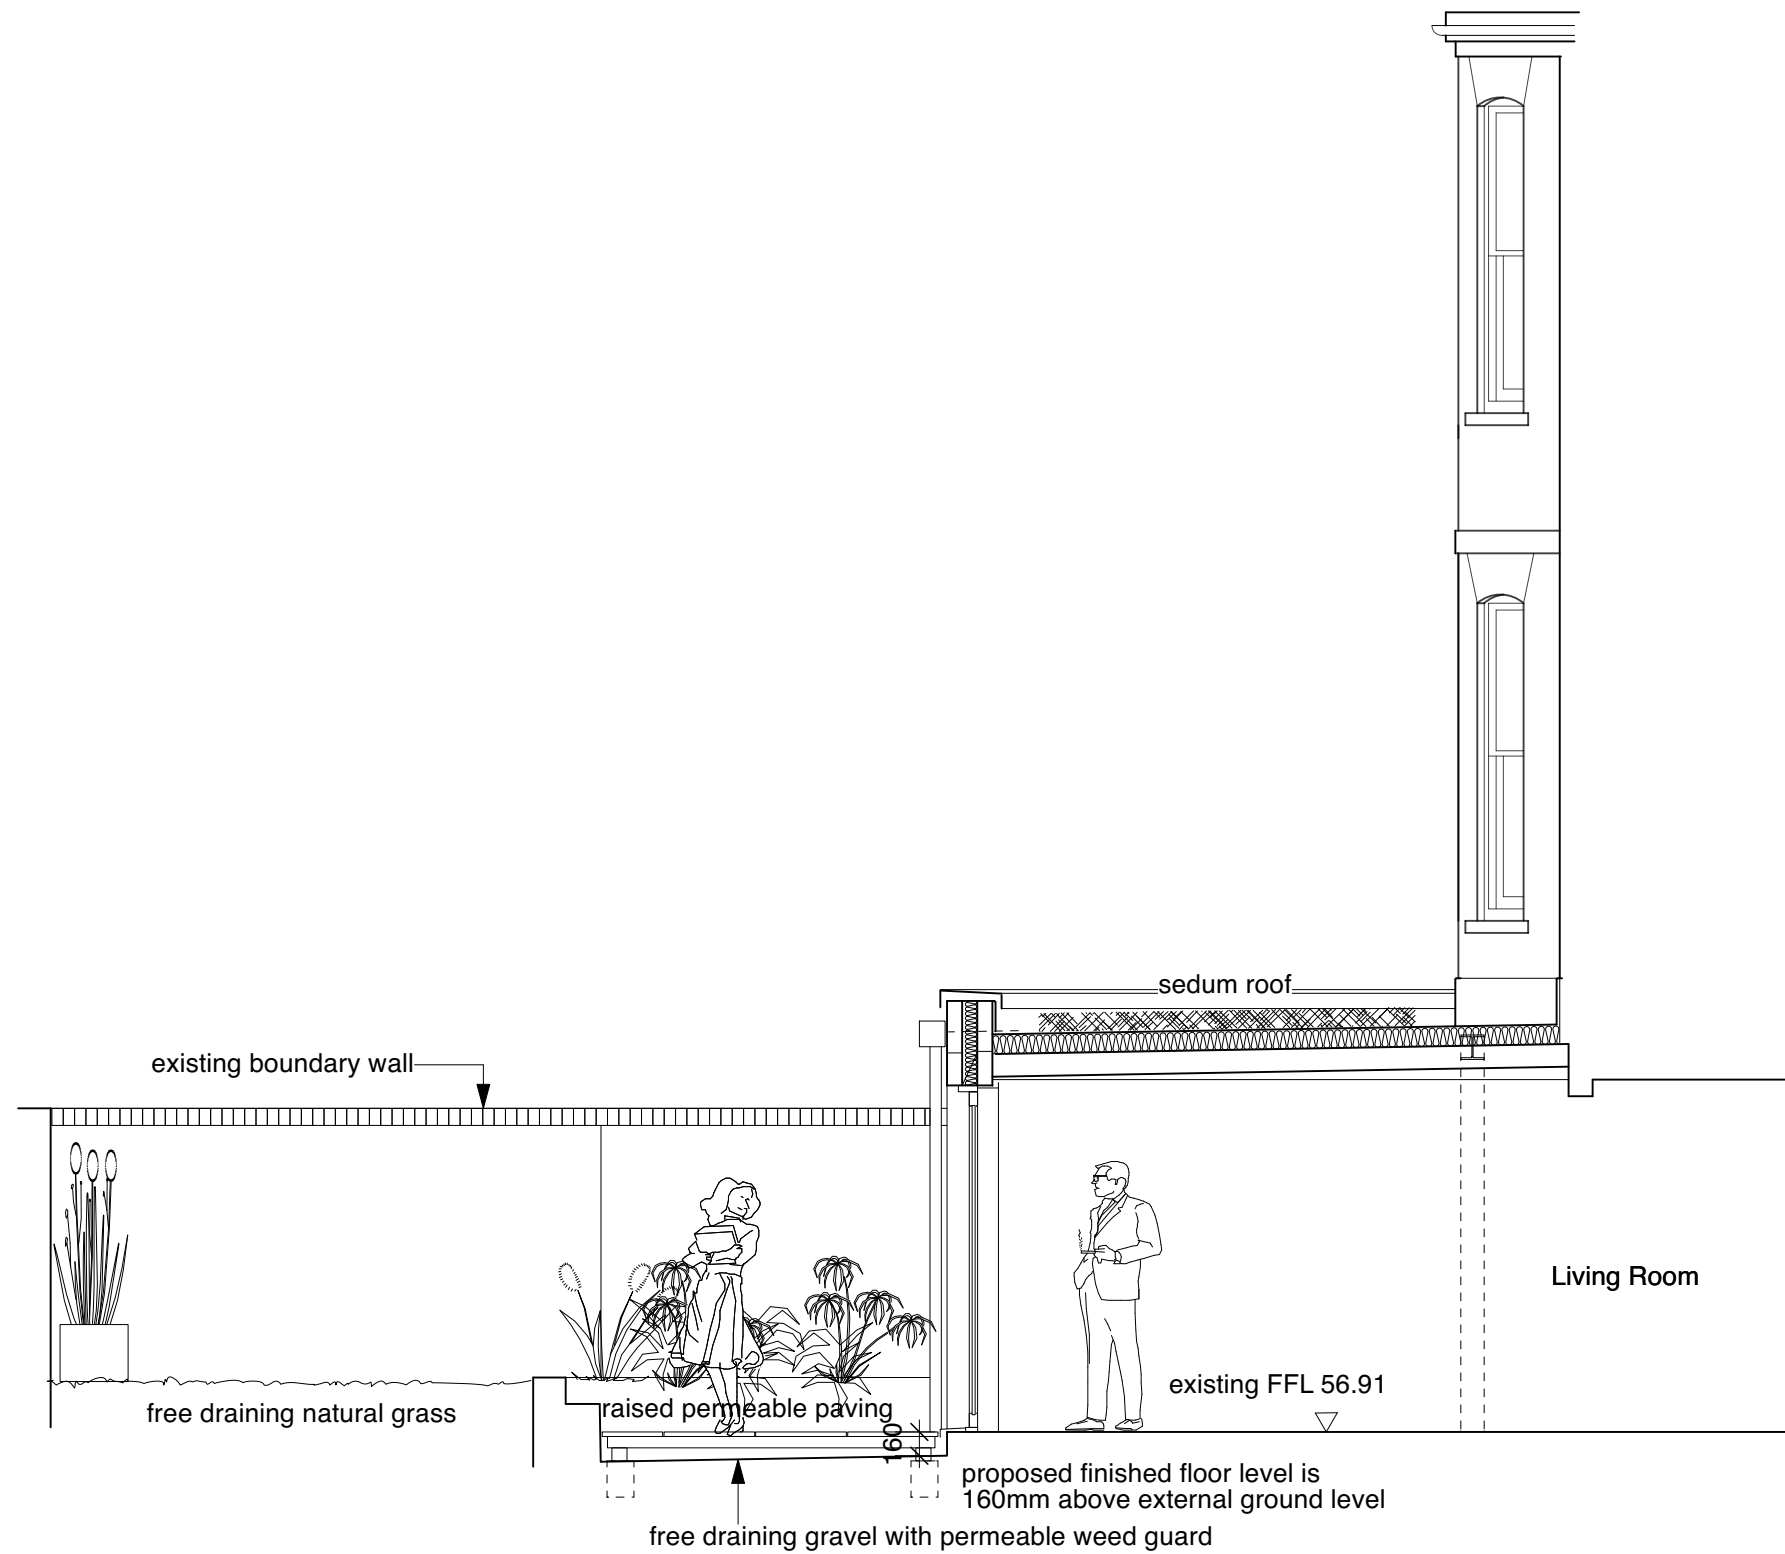 sedum roof
existing boundary wall
Living Room
existing FFL 56.91
free draining natural grass
raised permeable paving
160
proposed finished floor level is
160mm above external ground level
free draining gravel with permeable weed guard